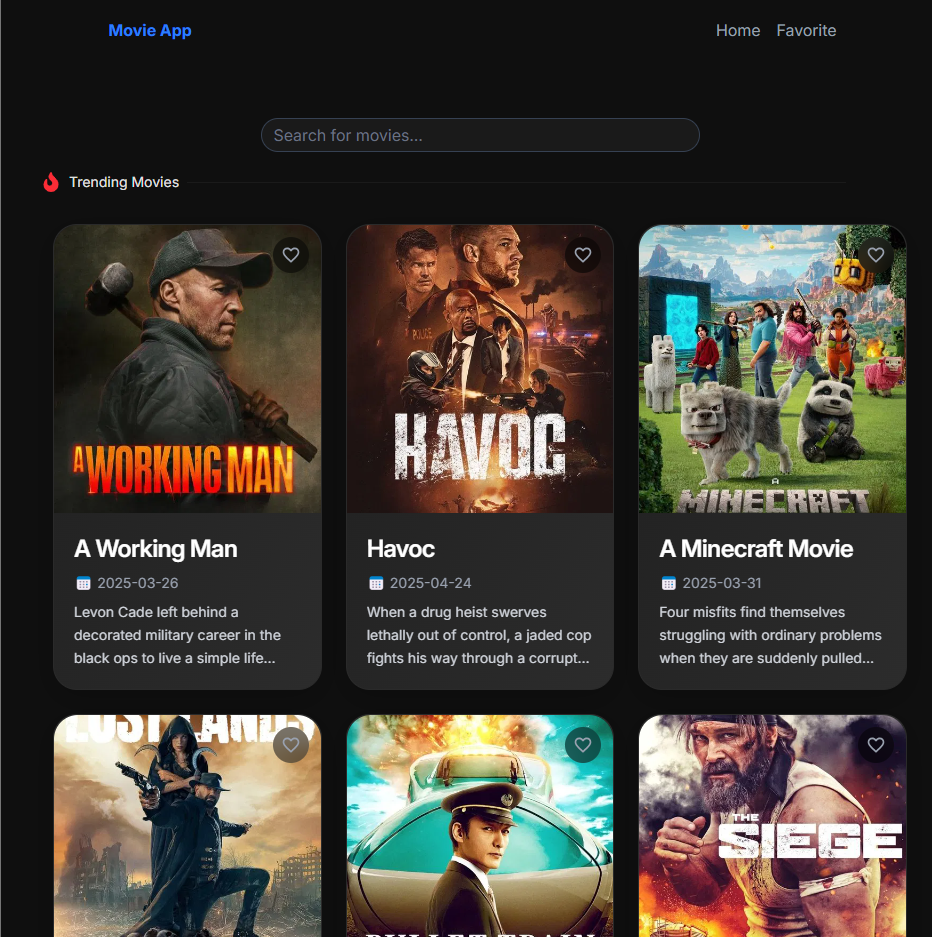 Movie App
Home Favorite
Search for movies...
Trending Movies
POLICE
A WORKING MAN
HAVOC
A
MINECRAFT
A Working Man
Havoc
A Minecraft Movie
2025-03-26
2025-04-24
2025-03-31
Levon Cade left behind a
decorated military career in the
black ops to live a simple life...
When a drug heist swerves
lethally out of control, a jaded cop
fights his way through a corrupt...
Four misfits find themselves
struggling with ordinary problems
when they are suddenly pulled...
LOST LANDS
BULLET TRAIN
THE
SIEGE